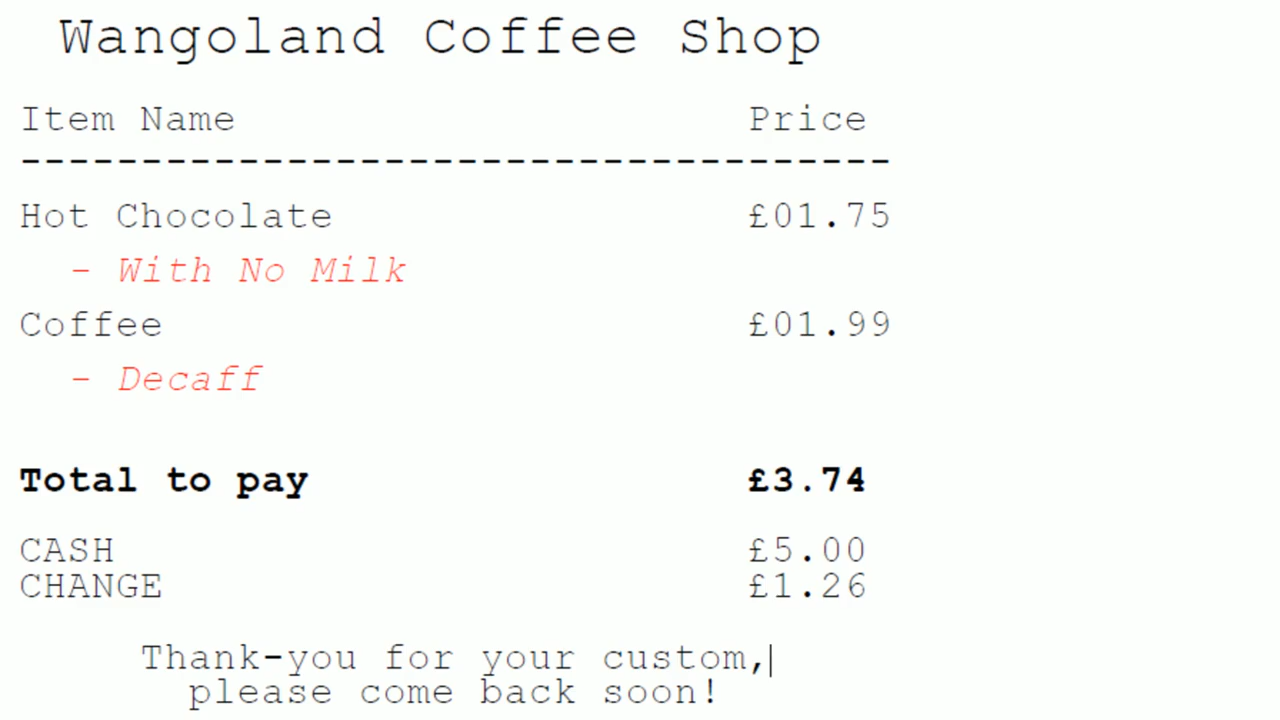 Wangoland Coffee Shop
Item Name Price
------------------------------------
Hot Chocolate £01.75
- With No Milk
Coffee £01.99
- Decaff
Total to pay £3.74
CASH £5.00
CHANGE £1.26
Thank-you for your custom,
please come back soon!